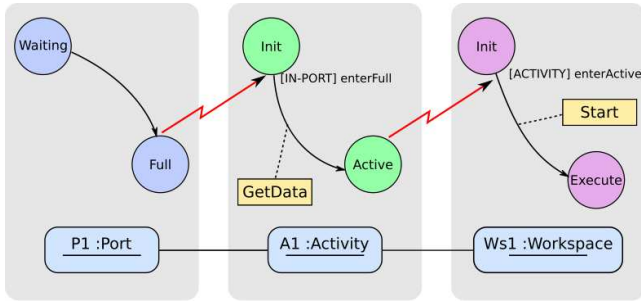 Waiting
Full
Init
[IN-PORT] enterFull
GetData
Active
Init
[ACTIVITY] enterActive
Start
Execute
P1 :Port
A1 :Activity
Ws1 :Workspace